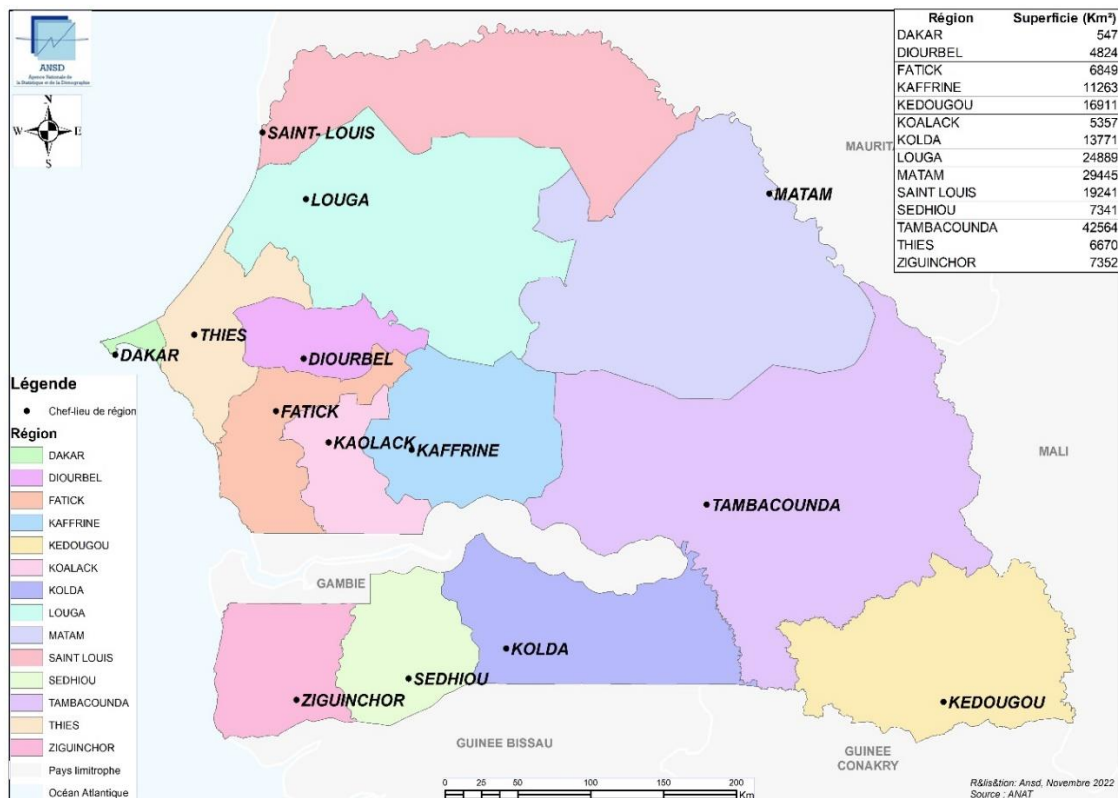 ANSD
Agence Nationale de
la Statistique et de la Démographie
N
W E
S
Région Superficie (Km²)
DAKAR 547
DIOURBEL 4824
FATICK 6849
KAFFRINE 11263
KEDOUGOU 16911
KOALACK 5357
KOLDA 13771
LOUGA 24889
MATAM 29445
SAINT LOUIS 19241
SEDHIOU 7341
TAMBACOUNDA 42564
THIES 6670
ZIGUINCHOR 7352
MAURITA
SAINT- LOUIS
LOUGA
MATAM
THIES
DAKAR
DIOURBEL
FATICK
KAOLACK
KAFFRINE
MALI
TAMBACOUNDA
GAMBIE
KOLDA
SEDHIOU
ZIGUINCHOR
KEDOUGOU
GUINEE BISSAU
GUINEE
CONAKRY
Légende
Chef-lieu de région
Région
DAKAR
DIOURBEL
FATICK
KAFFRINE
KEDOUGOU
KOALACK
KOLDA
LOUGA
MATAM
SAINT LOUIS
SEDHIOU
TAMBACOUNDA
THIES
ZIGUINCHOR
Pays limitrophe
Océan Atlantique
0 25 50 100 150 200
Km
R&lis&tion: Ansd, Novembre 2022
Source : ANAT